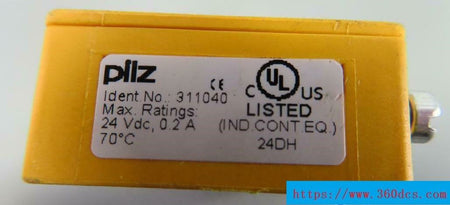 pilz
CE
Ident No.: 311040
Max. Ratings:
24 Vdc, 0.2 A
70°C
C UL US
LISTED
(IND.CONT.EQ.)
24DH
https://www.360dcs.com